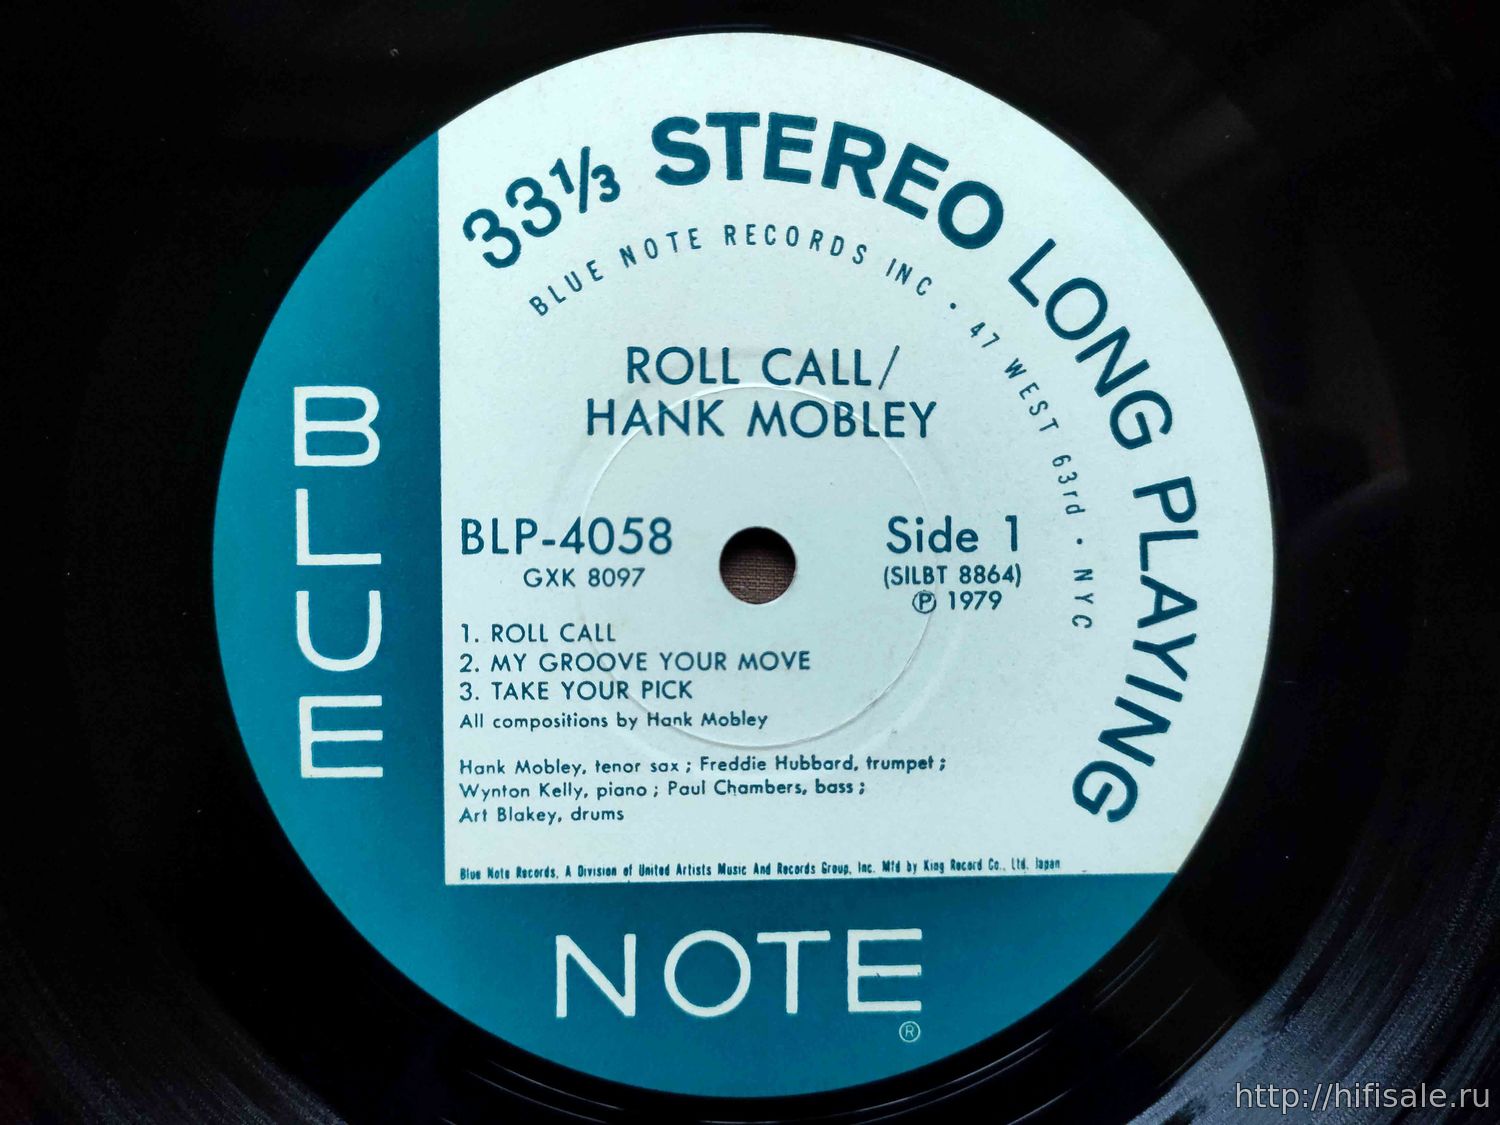 33⅓ STEREO LONG PLAYING
BLUE NOTE RECORDS INC • 47 WEST 63rd • NYC
ROLL CALL/
HANK MOBLEY
BLP-4058
GXK 8097
Side 1
(SILBT 8864)
Ⓟ 1979
1. ROLL CALL
2. MY GROOVE YOUR MOVE
3. TAKE YOUR PICK
All compositions by Hank Mobley
Hank Mobley, tenor sax ; Freddie Hubbard, trumpet ;
Wynton Kelly, piano ; Paul Chambers, bass ;
Art Blakey, drums
Blue Note Records, A Division of United Artists Music And Records Group, Inc. Mfd by King Record Co., Ltd. Japan
BLUE
NOTE
®
http://hifisale.ru